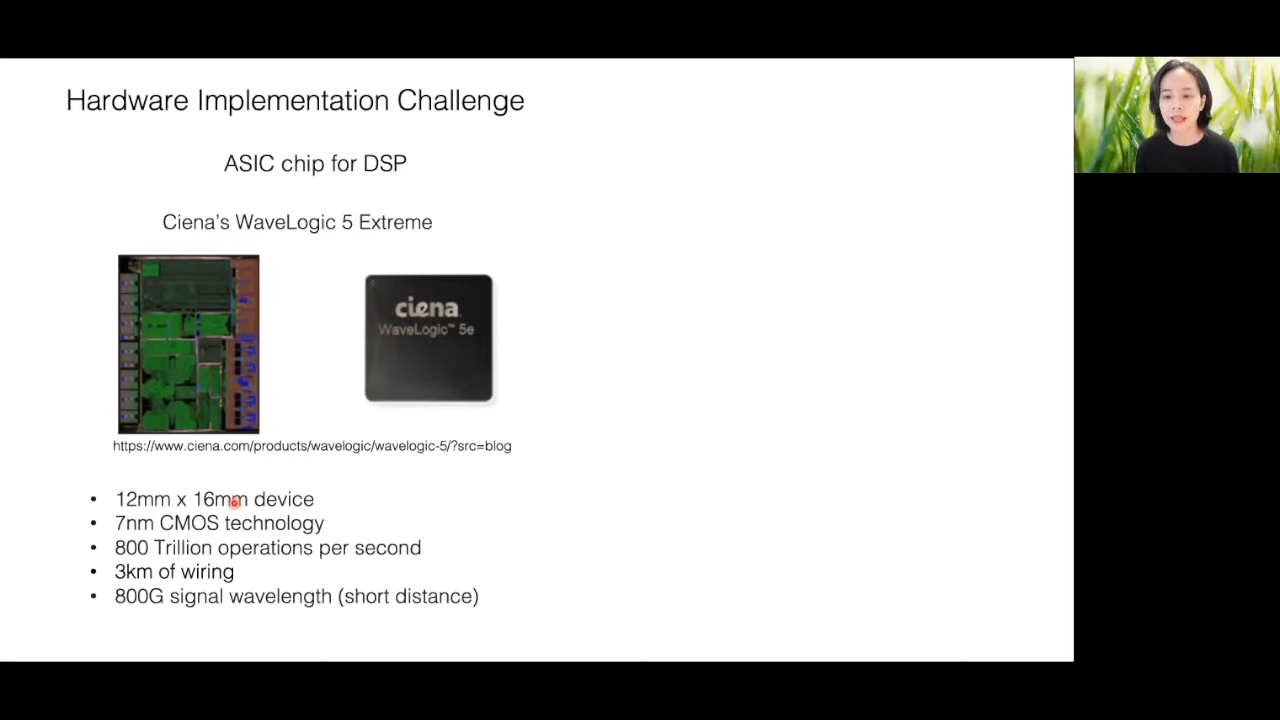 Hardware Implementation Challenge
ASIC chip for DSP
Ciena’s WaveLogic 5 Extreme
ciena
WaveLogic™ 5e
https://www.ciena.com/products/wavelogic/wavelogic-5/?src=blog
• 12mm x 16mm device
• 7nm CMOS technology
• 800 Trillion operations per second
• 3km of wiring
• 800G signal wavelength (short distance)